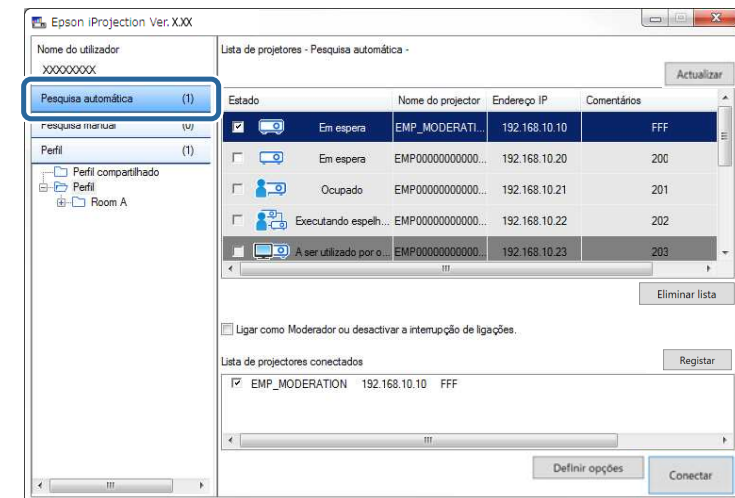 Epson iProjection Ver. X.XX
Nome do utilizador
XXXXXXXX
Pesquisa automática (1)
Pesquisa manual (0)
Perfil (1)
Perfil compartilhado
Perfil
Room A
Lista de projetores - Pesquisa automática -
Actualizar
Estado Nome do projector Endereço IP Comentários
Em espera EMP_MODERATI... 192.168.10.10 FFF
Em espera EMP00000000000... 192.168.10.20 200
Ocupado EMP00000000000... 192.168.10.21 201
Executando espelh... EMP00000000000... 192.168.10.22 202
A ser utilizado por o... EMP00000000000... 192.168.10.23 203
Eliminar lista
Ligar como Moderador ou desactivar a interrupção de ligações.
Lista de projectores conectados
Registar
EMP_MODERATION 192.168.10.10 FFF
Definir opções
Conectar